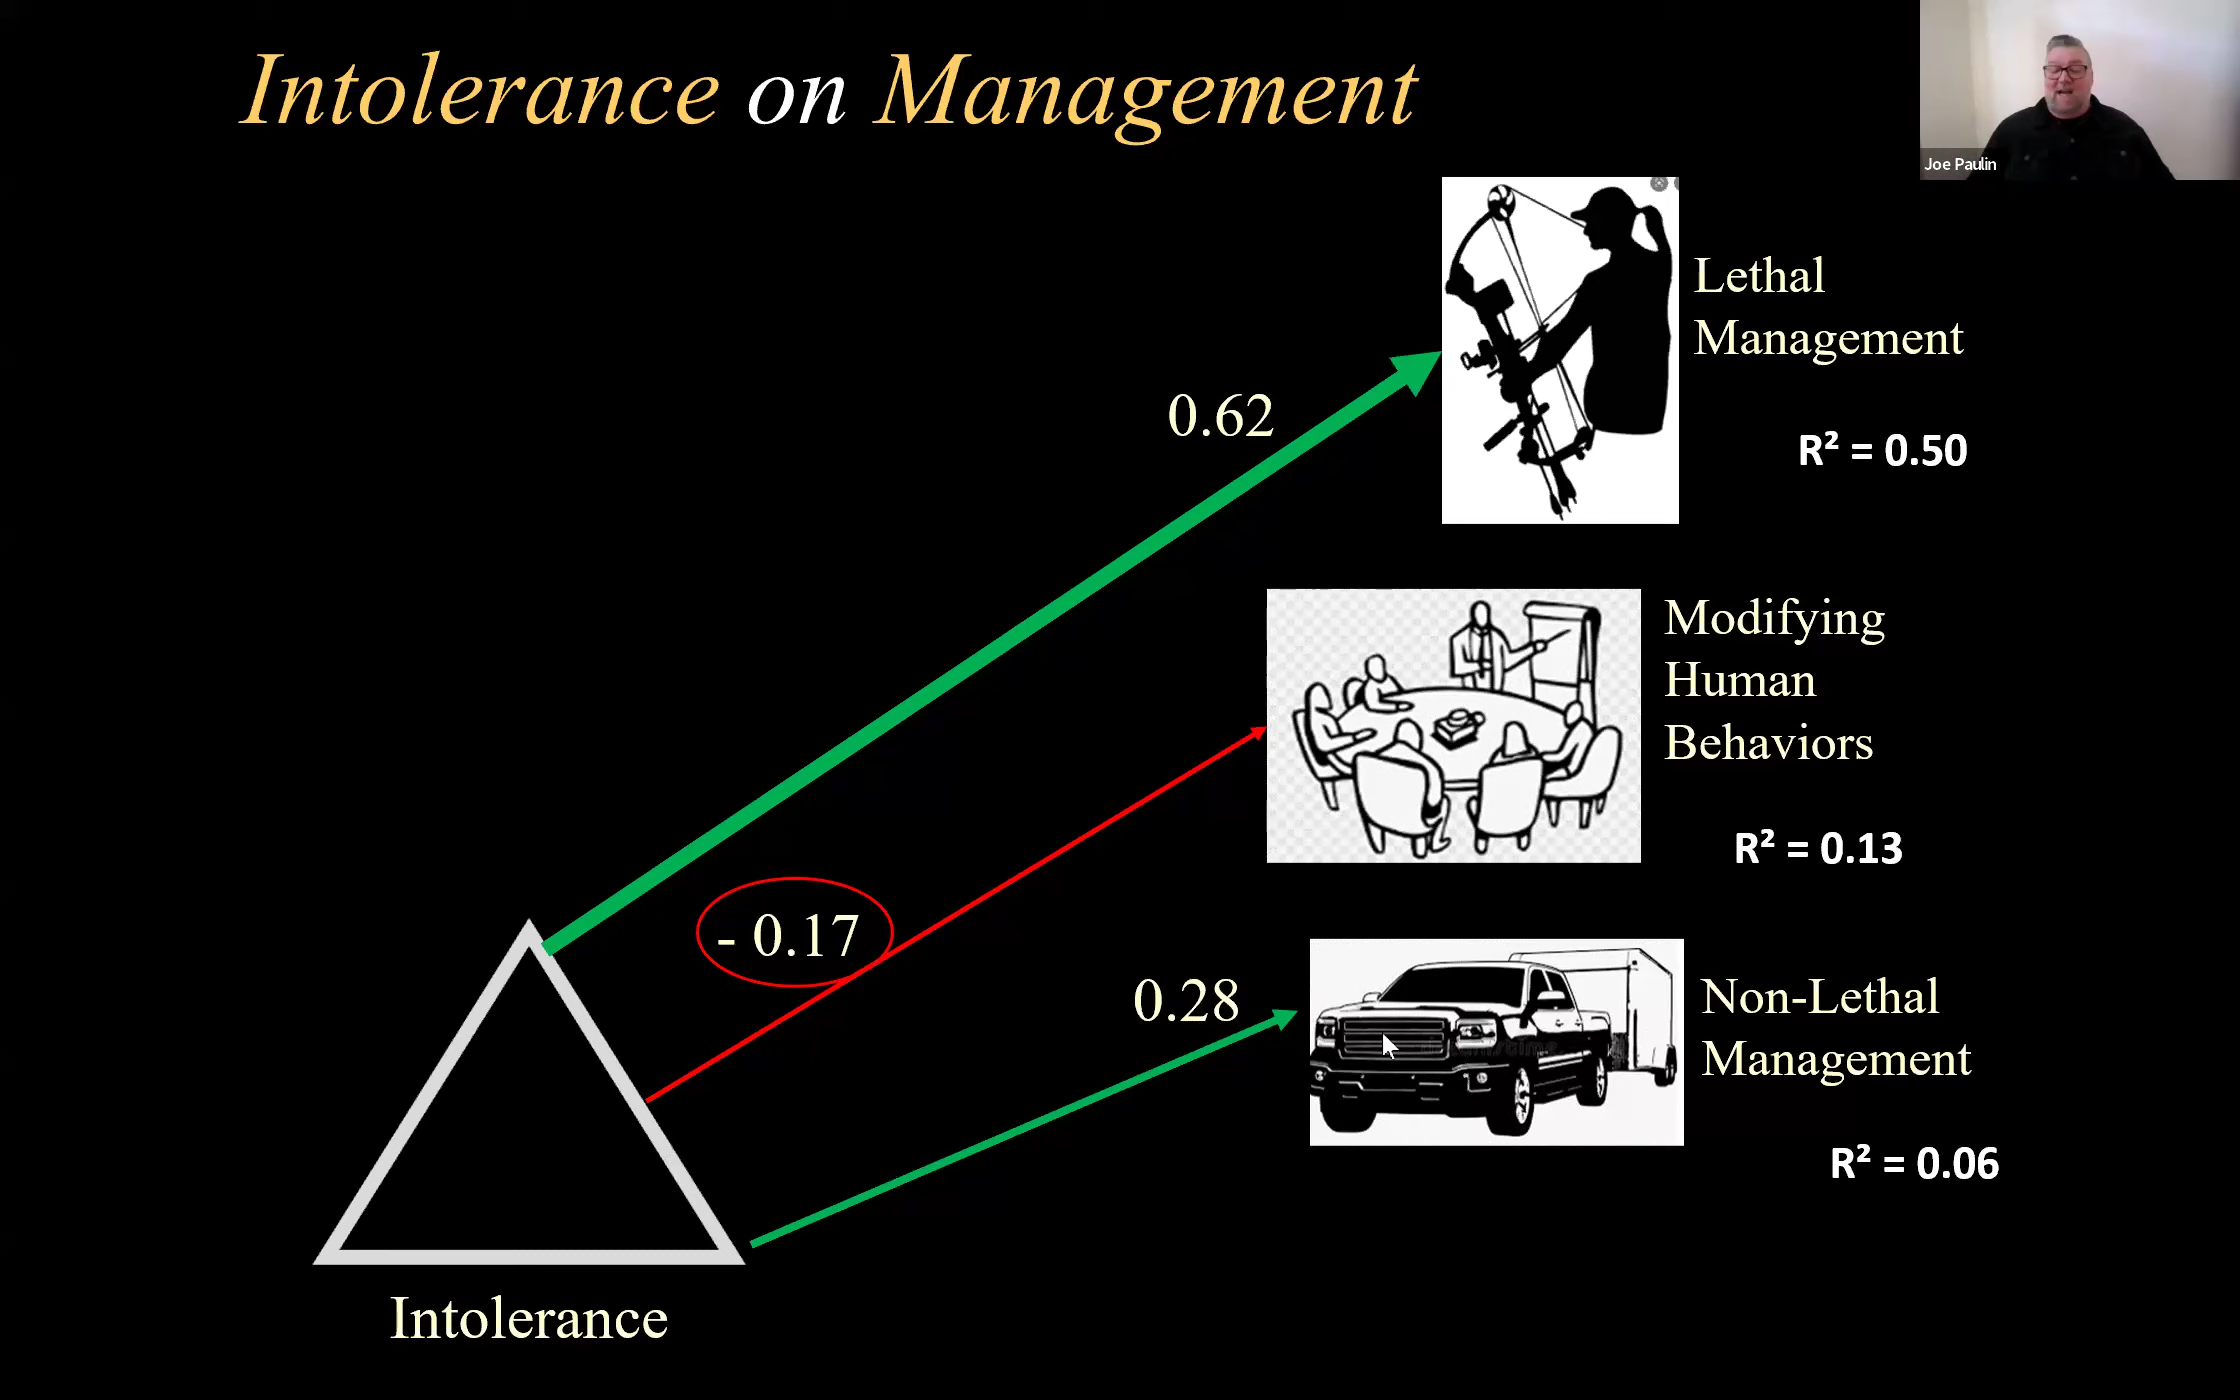 Intolerance on Management
Joe Paulin
Lethal
Management
0.62
R² = 0.50
Modifying
Human
Behaviors
R² = 0.13
- 0.17
0.28
Non-Lethal
Management
R² = 0.06
Intolerance